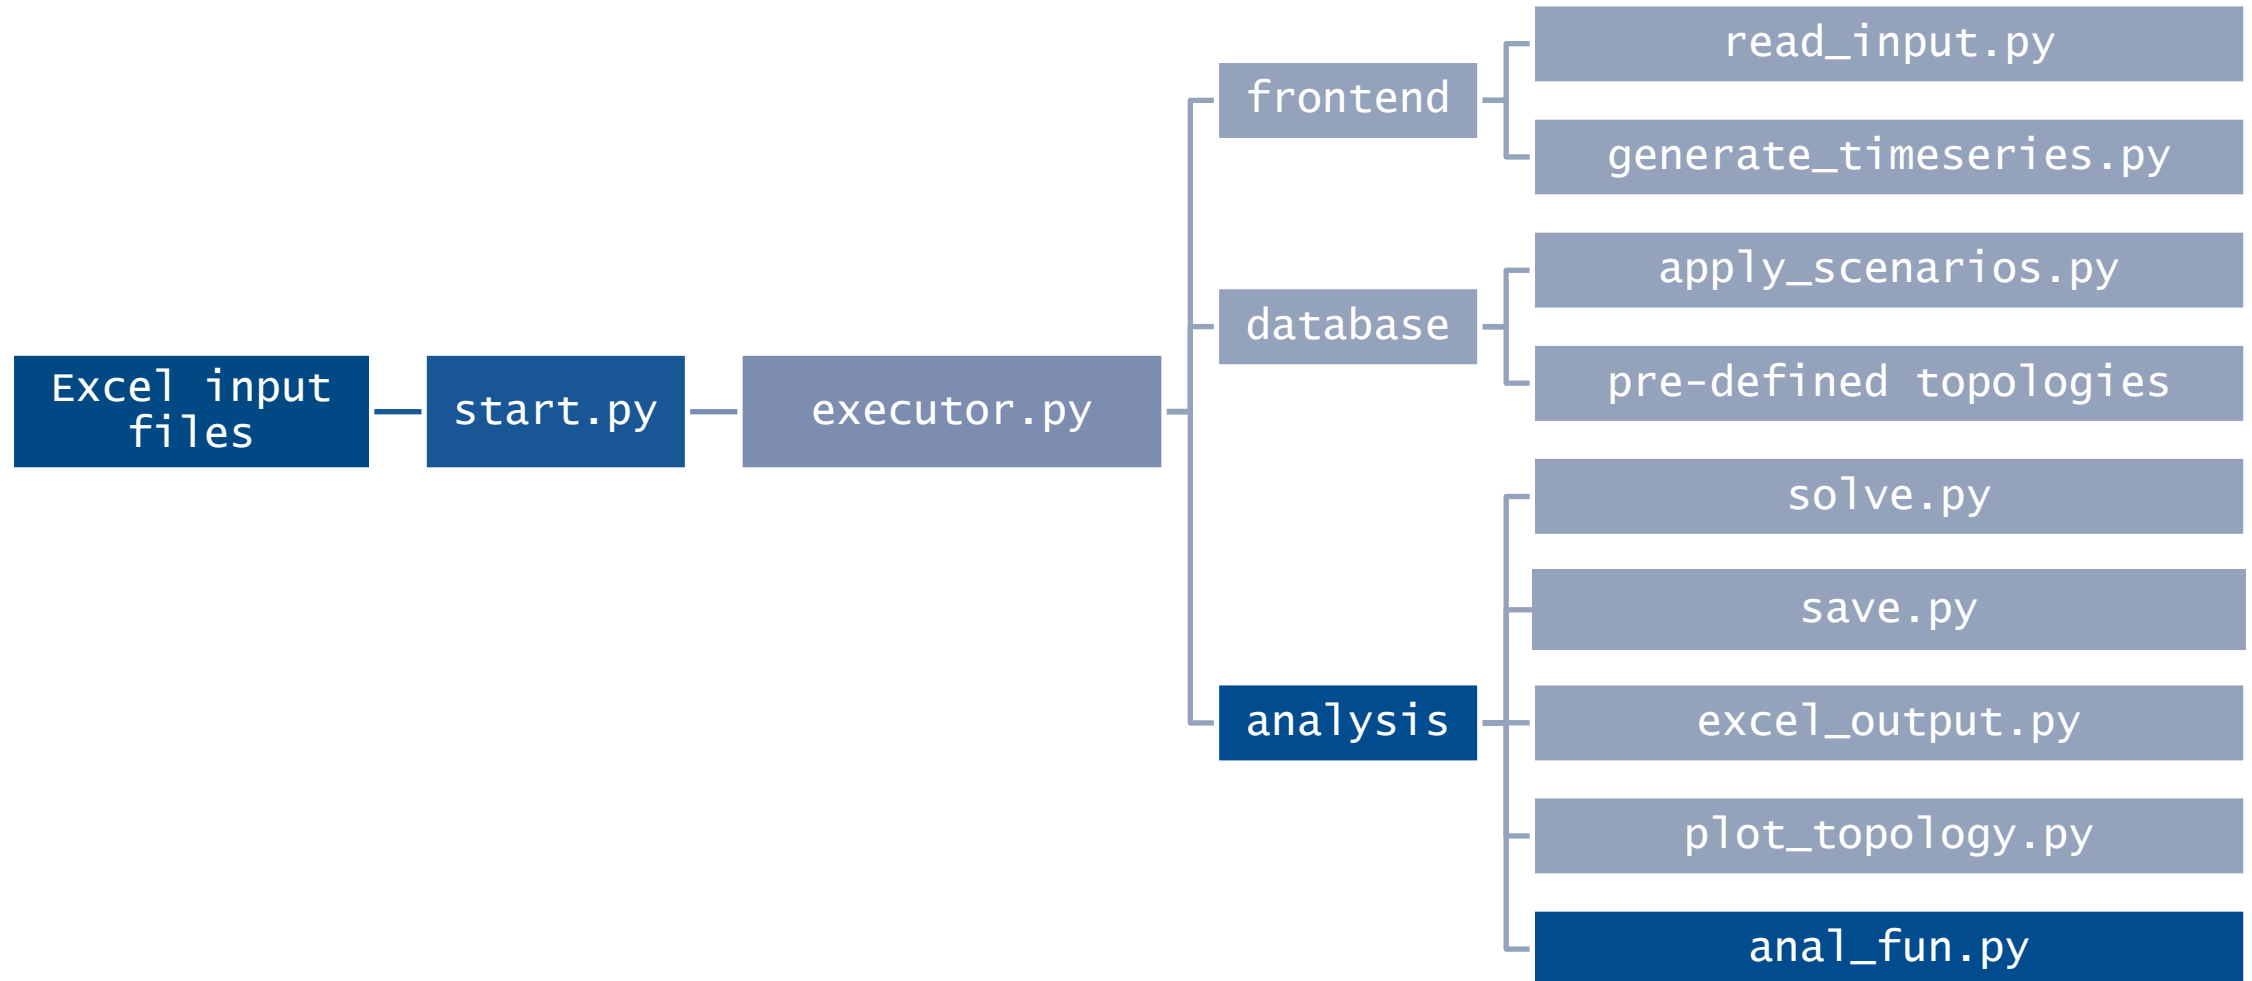 Excel input
files
start.py
executor.py
frontend
read_input.py
generate_timeseries.py
database
apply_scenarios.py
pre-defined topologies
analysis
solve.py
save.py
excel_output.py
plot_topology.py
anal_fun.py